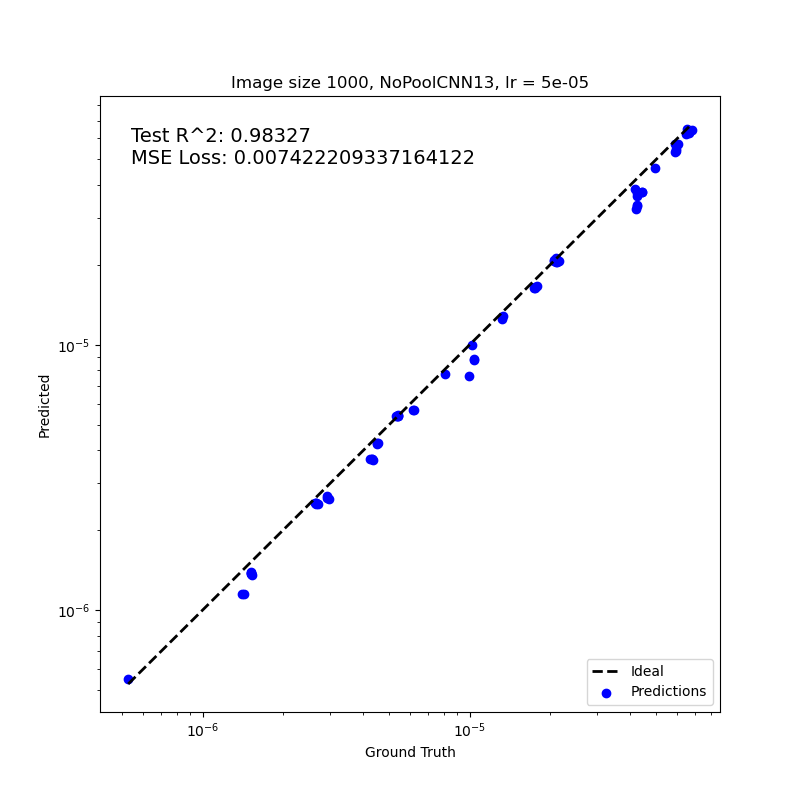 Image size 1000, NoPoolCNN13, lr = 5e-05
Test R^2: 0.98327
MSE Loss: 0.007422209337164122
Predicted
10⁻⁵
10⁻⁶
Ideal
Predictions
10⁻⁶
10⁻⁵
Ground Truth